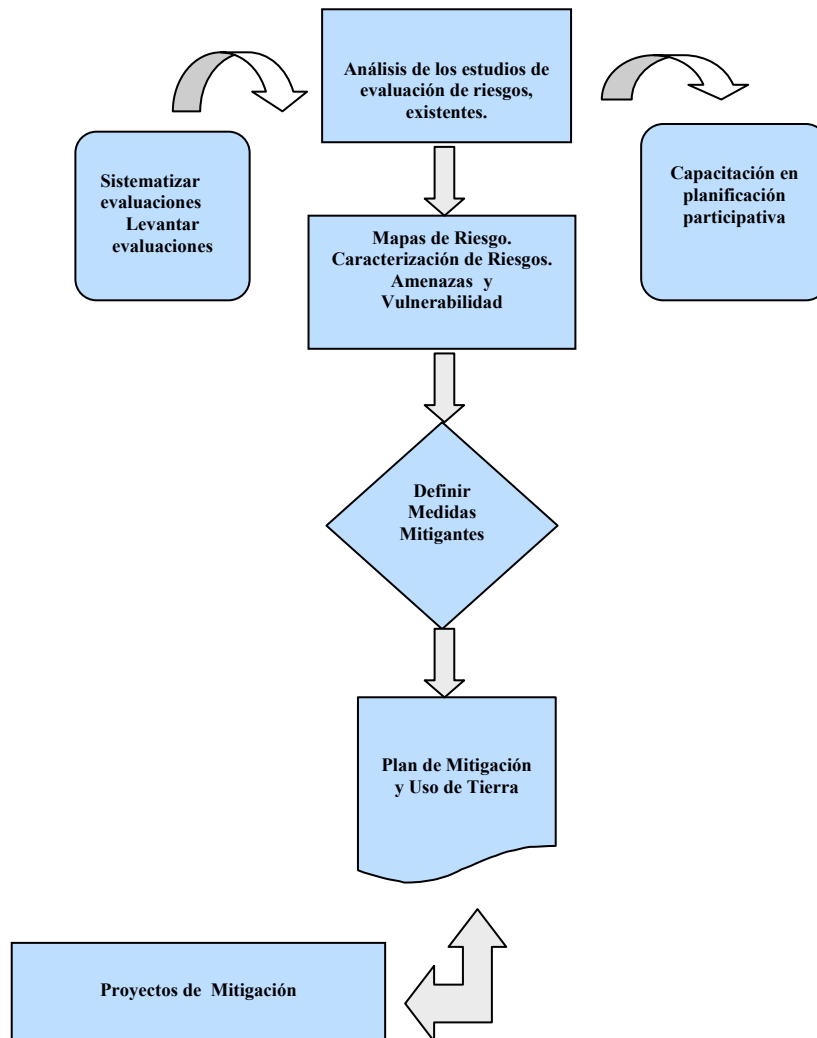 Análisis de los estudios de
evaluación de riesgos,
existentes.
Sistematizar
evaluaciones
Levantar
evaluaciones
Capacitación en
planificación
participativa
Mapas de Riesgo.
Caracterización de Riesgos.
Amenazas y
Vulnerabilidad
Definir
Medidas
Mitigantes
Plan de Mitigación
y Uso de Tierra
Proyectos de Mitigación